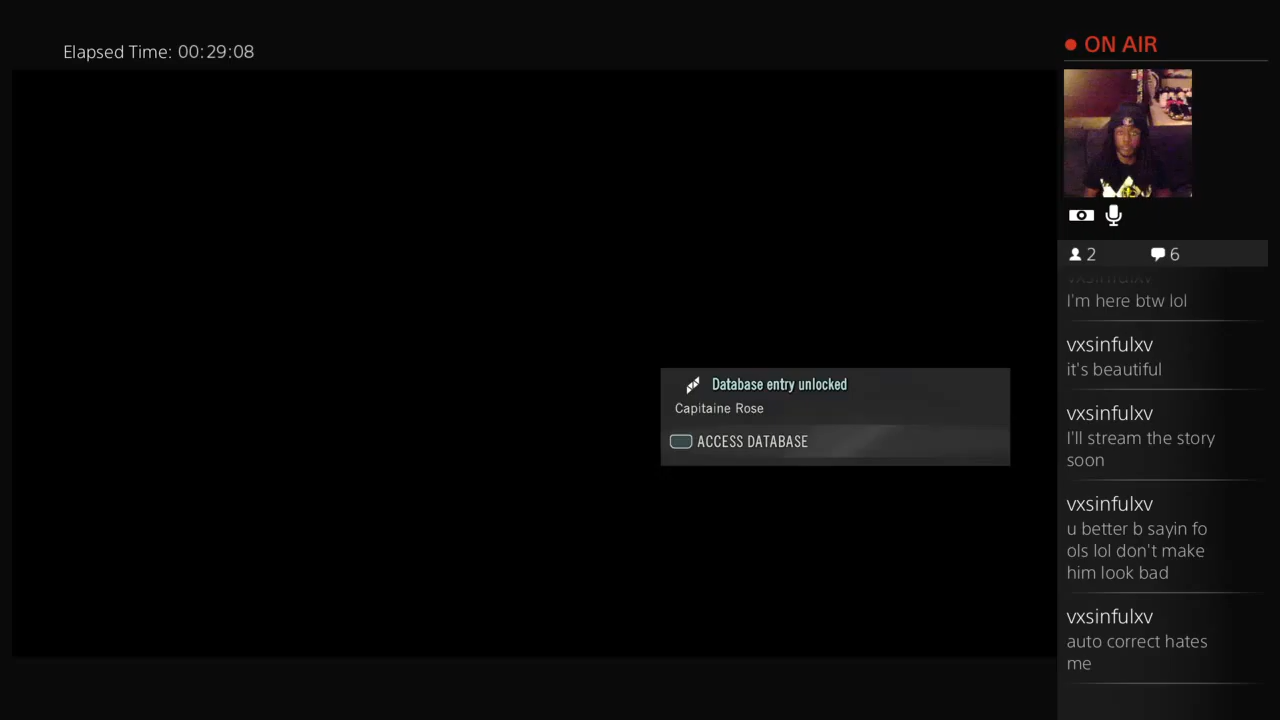 Elapsed Time: 00:29:08
ON AIR
2 6
vxsinfulxv
I'm here btw lol
vxsinfulxv
it's beautiful
vxsinfulxv
I'll stream the story
soon
vxsinfulxv
u better b sayin fo
ols lol don't make
him look bad
vxsinfulxv
auto correct hates
me
Database entry unlocked
Capitaine Rose
ACCESS DATABASE